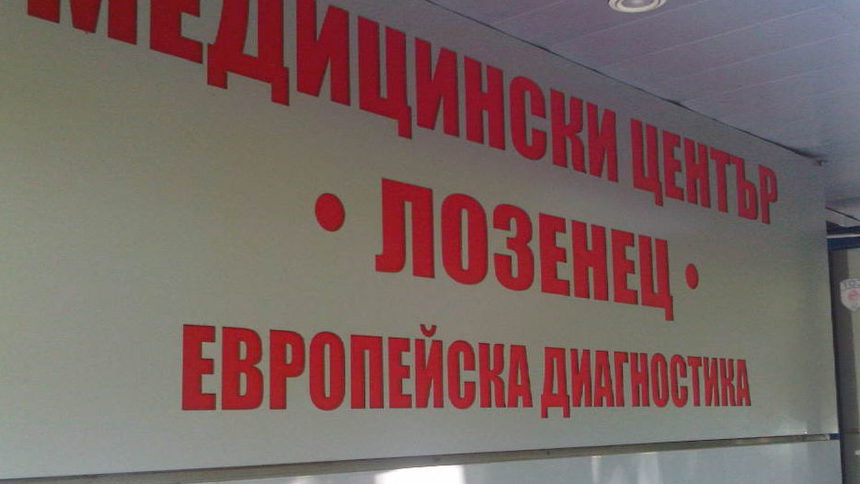 МЕДИЦИНСКИ ЦЕНТЪР
• ЛОЗЕНЕЦ •
ЕВРОПЕЙСКА ДИАГНОСТИКА